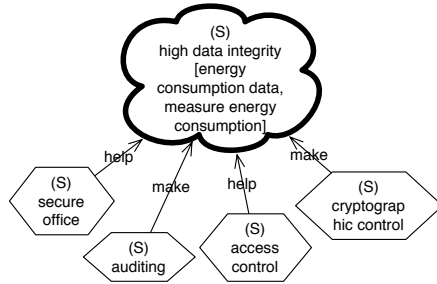 (S)
high data integrity
[energy
consumption data,
measure energy
consumption]
help
make
help
make
(S)
secure
office
(S)
auditing
(S)
access
control
(S)
cryptograp
hic control